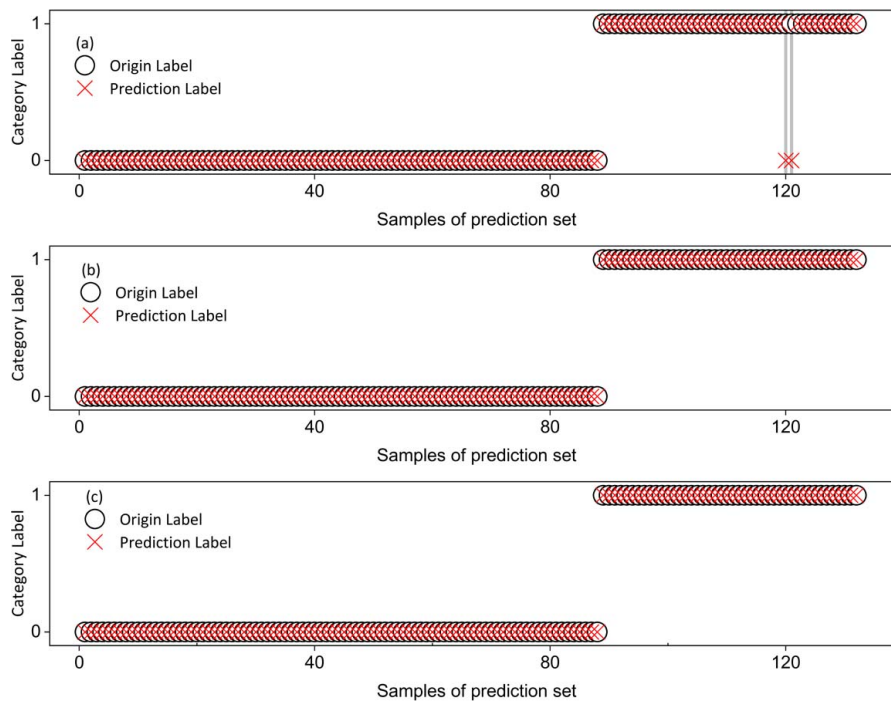 1
(a)
Origin Label
Prediction Label
Category Label
0
0 40 80 120
Samples of prediction set
1
(b)
Origin Label
Prediction Label
Category Label
0
0 40 80 120
Samples of prediction set
1
(c)
Origin Label
Prediction Label
Category Label
0
0 40 80 120
Samples of prediction set